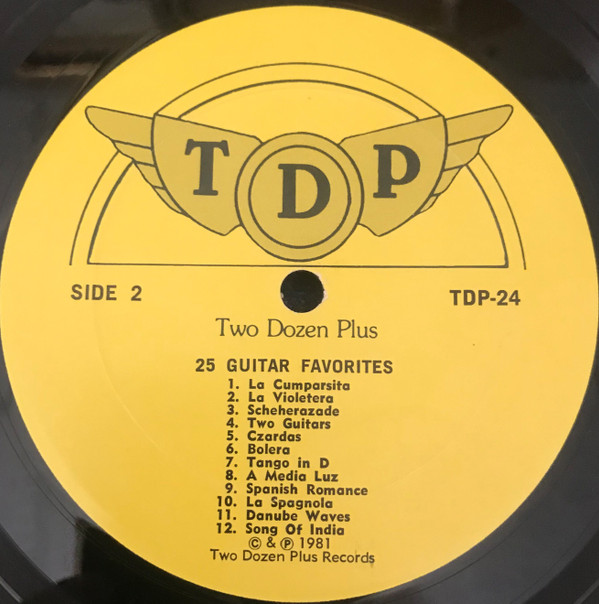 T D P
SIDE 2
TDP-24
Two Dozen Plus
25 GUITAR FAVORITES
1. La Cumparsita
2. La Violetera
3. Scheherazade
4. Two Guitars
5. Czardas
6. Bolera
7. Tango in D
8. A Media Luz
9. Spanish Romance
10. La Spagnola
11. Danube Waves
12. Song Of India
© & ℗ 1981
Two Dozen Plus Records